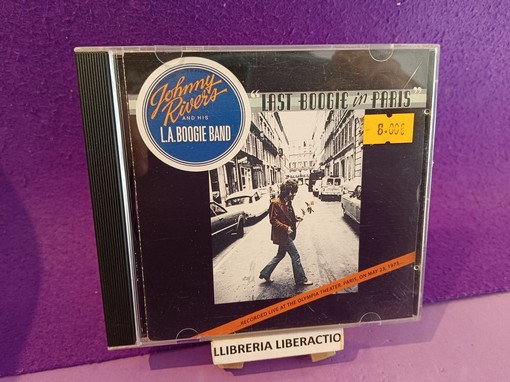 Johnny
Rivers
AND HIS
L.A. BOOGIE BAND
"LAST BOOGIE in PARIS"
8.00€
...RECORDED LIVE AT THE OLYMPIA THEATER, PARIS, ON MAY 23, 1973...
LLIBRERIA LIBERACTIO